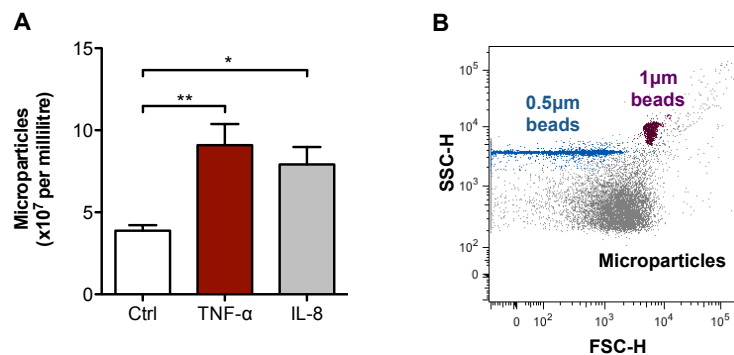 A
Microparticles
(x10⁷ per millilitre)
15
10
5
0
*
**
Ctrl
TNF-α
IL-8
B
SSC-H
10⁵
10⁴
10³
10²
0
0.5µm
beads
1µm
beads
Microparticles
0
10²
10³
10⁴
10⁵
FSC-H